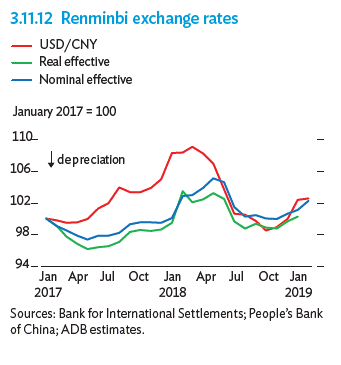 3.11.12 Renminbi exchange rates
USD/CNY
Real effective
Nominal effective
January 2017 = 100
110
depreciation
106
102
98
94
Jan Apr Jul Oct Jan Apr Jul Oct Jan
2017 2018 2019
Sources: Bank for International Settlements; People's Bank
of China; ADB estimates.